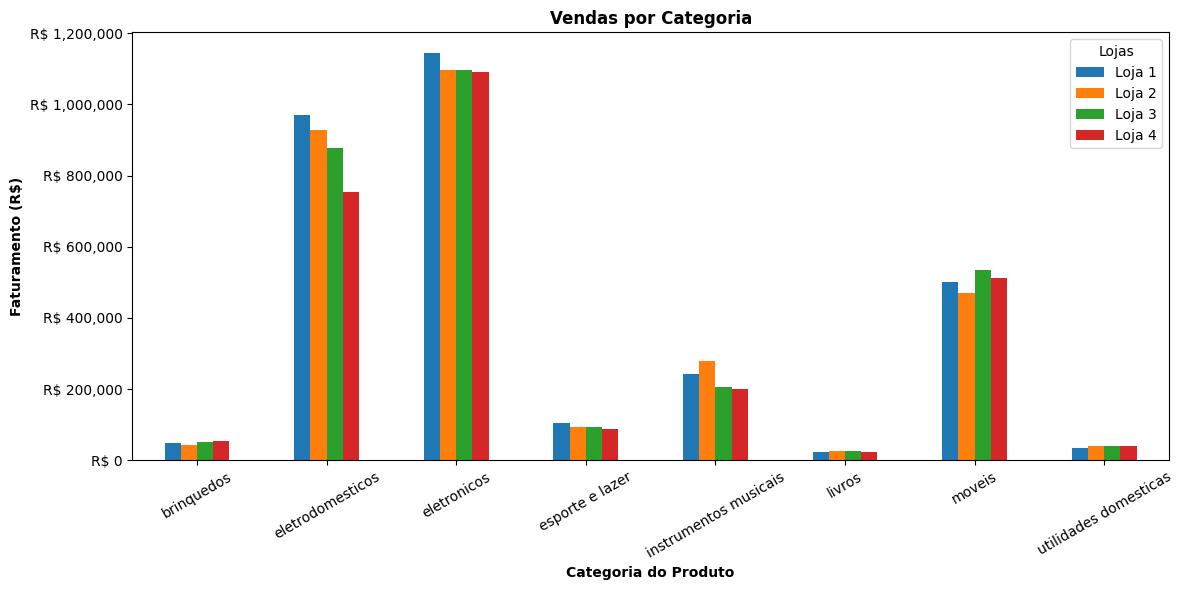 Vendas por Categoria
Faturamento (R$)
R$ 1,200,000
R$ 1,000,000
R$ 800,000
R$ 600,000
R$ 400,000
R$ 200,000
R$ 0
Lojas
Loja 1
Loja 2
Loja 3
Loja 4
brinquedos
eletrodomesticos
eletronicos
esporte e lazer
instrumentos musicais
livros
moveis
utilidades domesticas
Categoria do Produto